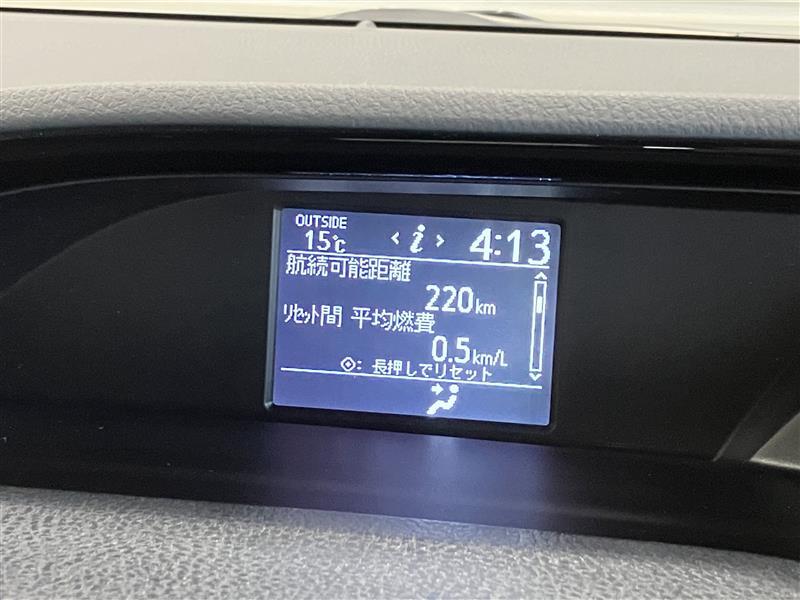 OUTSIDE
15℃ < i > 4:13
航続可能距離
220km
ﾘｾｯﾄ間 平均燃費
0.5km/L
: 長押しでリセット